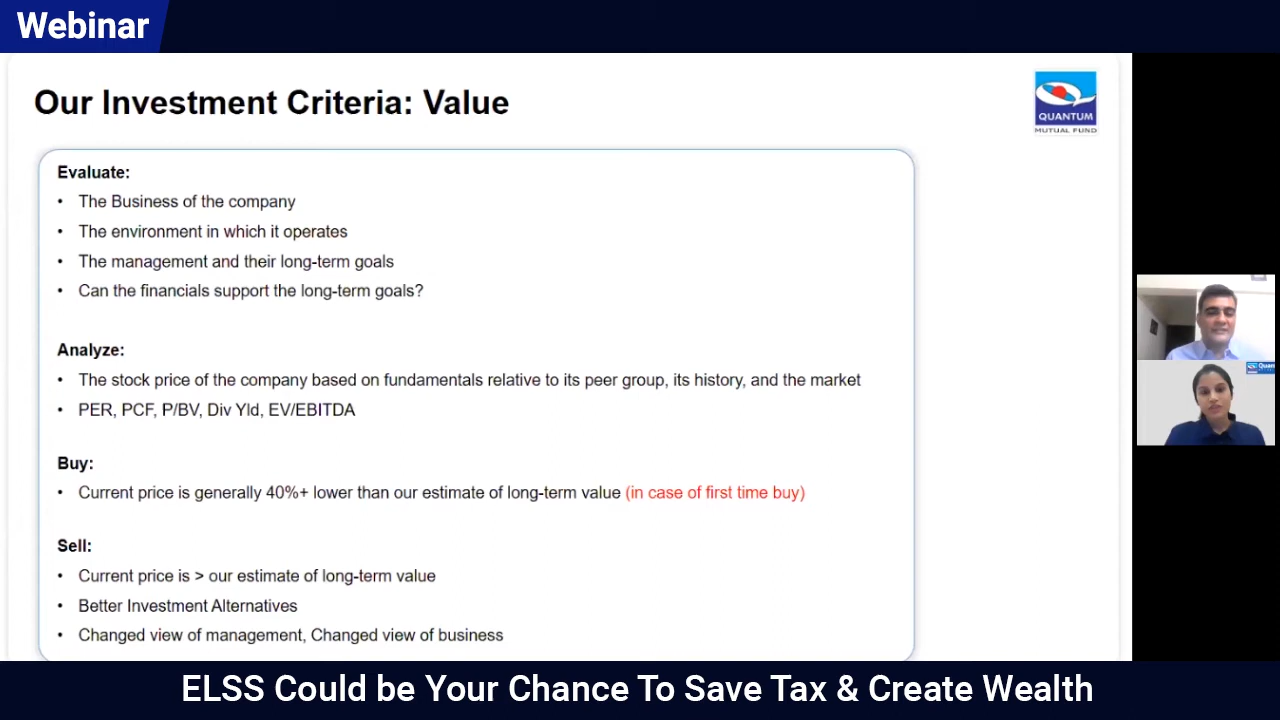 Webinar
Our Investment Criteria: Value
QUANTUM
MUTUAL FUND
Evaluate:
• The Business of the company
• The environment in which it operates
• The management and their long-term goals
• Can the financials support the long-term goals?
Analyze:
• The stock price of the company based on fundamentals relative to its peer group, its history, and the market
• PER, PCF, P/BV, Div Yld, EV/EBITDA
Buy:
• Current price is generally 40%+ lower than our estimate of long-term value (in case of first time buy)
Sell:
• Current price is > our estimate of long-term value
• Better Investment Alternatives
• Changed view of management, Changed view of business
Quan
ELSS Could be Your Chance To Save Tax & Create Wealth